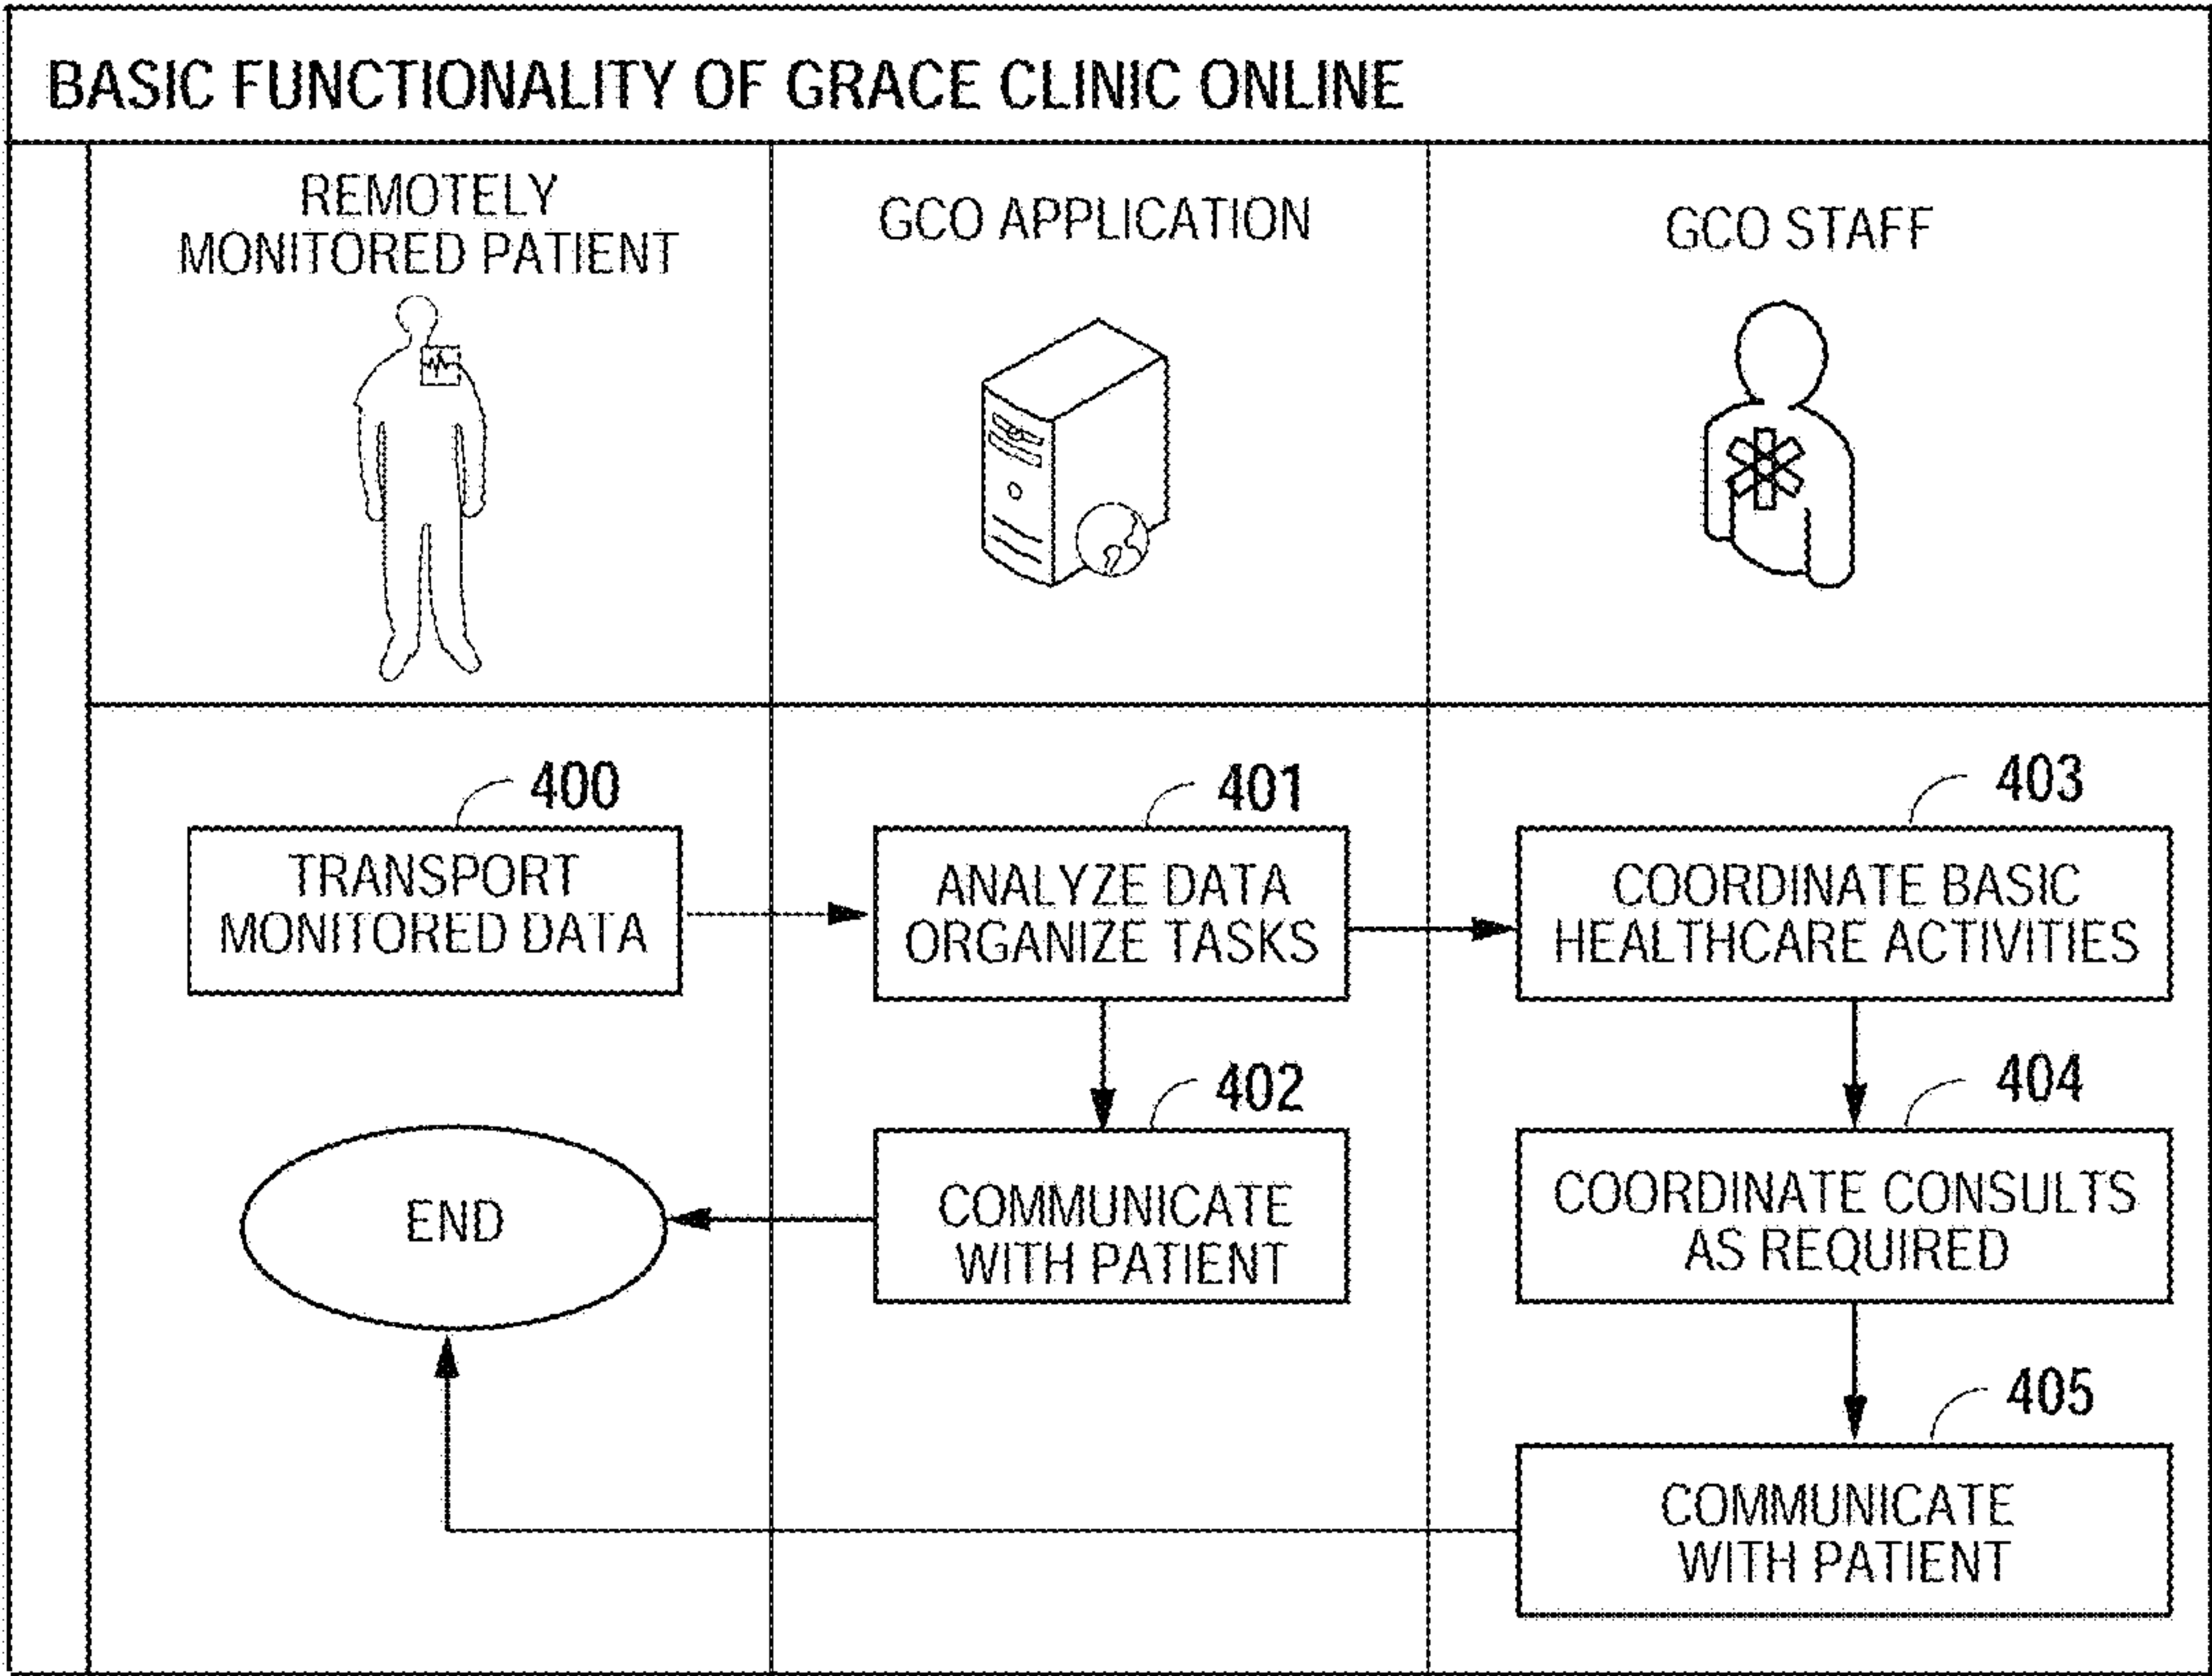 BASIC FUNCTIONALITY OF GRACE CLINIC ONLINE
REMOTELY
MONITORED PATIENT
GCO APPLICATION
GCO STAFF
400
TRANSPORT
MONITORED DATA
401
ANALYZE DATA
ORGANIZE TASKS
403
COORDINATE BASIC
HEALTHCARE ACTIVITIES
END
402
COMMUNICATE
WITH PATIENT
404
COORDINATE CONSULTS
AS REQUIRED
405
COMMUNICATE
WITH PATIENT